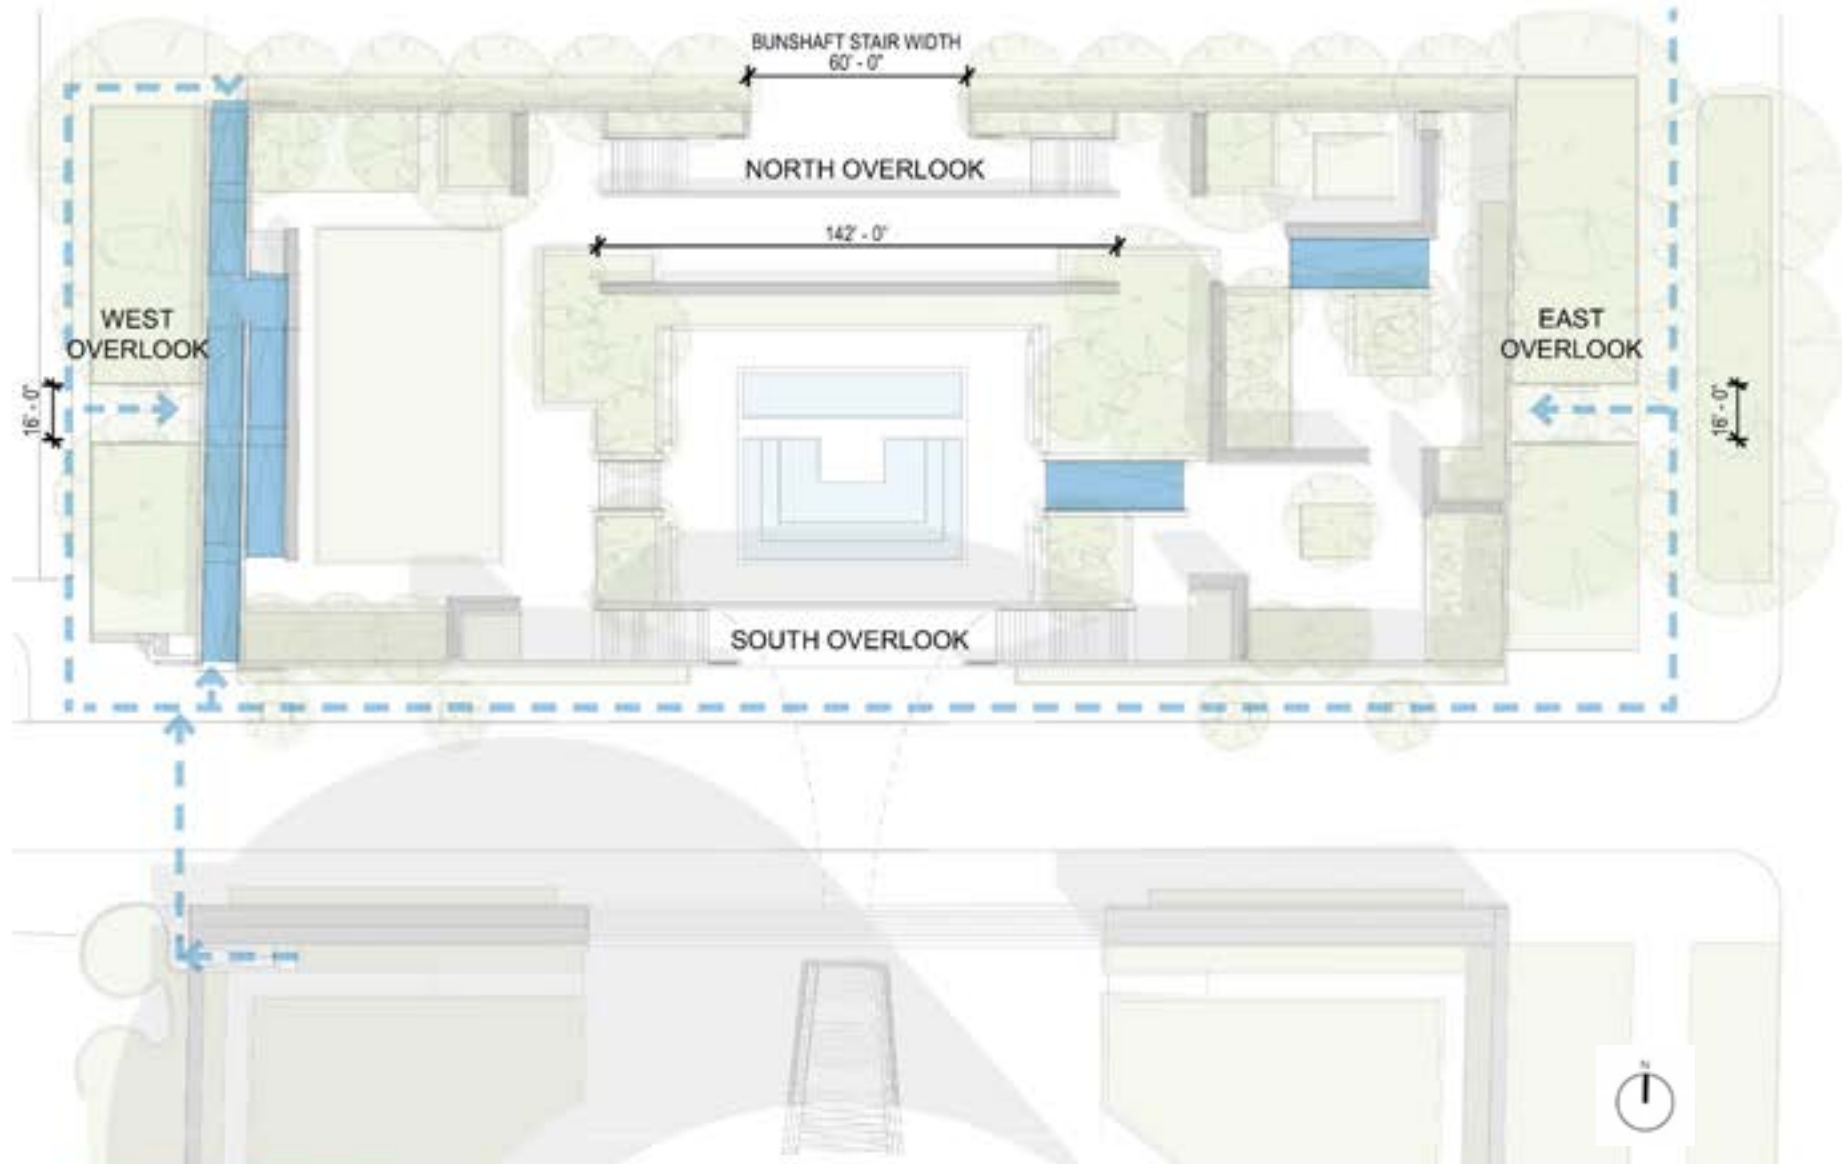 BUNSHAFT STAIR WIDTH
60' - 0"
NORTH OVERLOOK
142' - 0"
WEST
OVERLOOK
EAST
OVERLOOK
16' - 0"
16' - 0"
SOUTH OVERLOOK
N